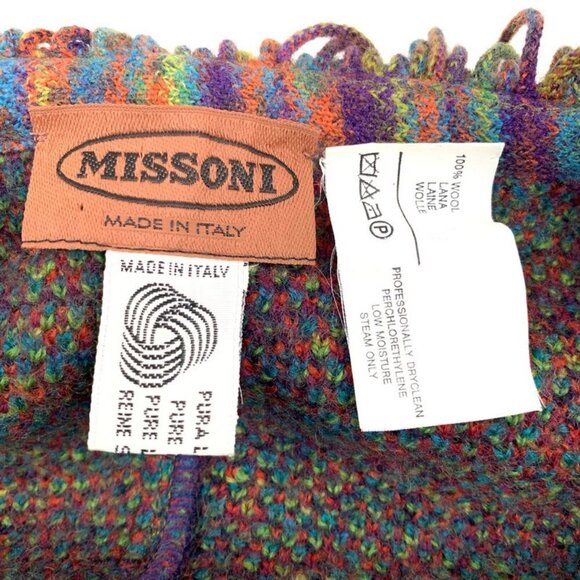 MISSONI
MADE IN ITALY
MADE IN ITALY
PURA L
PURE
PURE L
REINE S
100% WOOL
LANA
LAINE
WOLLE
PROFESSIONALLY DRYCLEAN
PERCHLORETHYLENE
LOW MOISTURE
STEAM ONLY